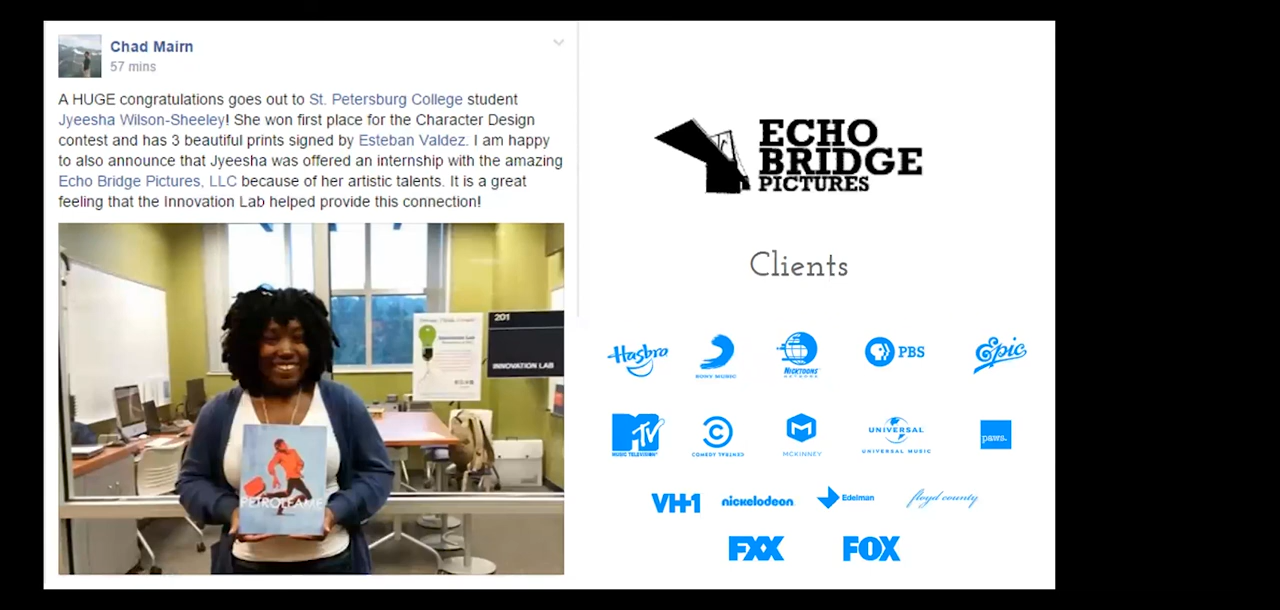 Chad Mairn
57 mins
A HUGE congratulations goes out to St. Petersburg College student
Jyeesha Wilson-Sheeley! She won first place for the Character Design
contest and has 3 beautiful prints signed by Esteban Valdez. I am happy
to also announce that Jyeesha was offered an internship with the amazing
Echo Bridge Pictures, LLC because of her artistic talents. It is a great
feeling that the Innovation Lab helped provide this connection!
201
Innovation Lab
INNOVATION LAB
PETROLEAME
ECHO
BRIDGE
PICTURES
Clients
Hasbro
SONY MUSIC
NICKTOONS
NETWORK
PBS
Epic
MTV
MUSIC TELEVISION
COMEDY CENTRAL
MCKINNEY
UNIVERSAL
UNIVERSAL MUSIC
paws.
VH1
nickelodeon
Edelman
floyd county
FXX
FOX